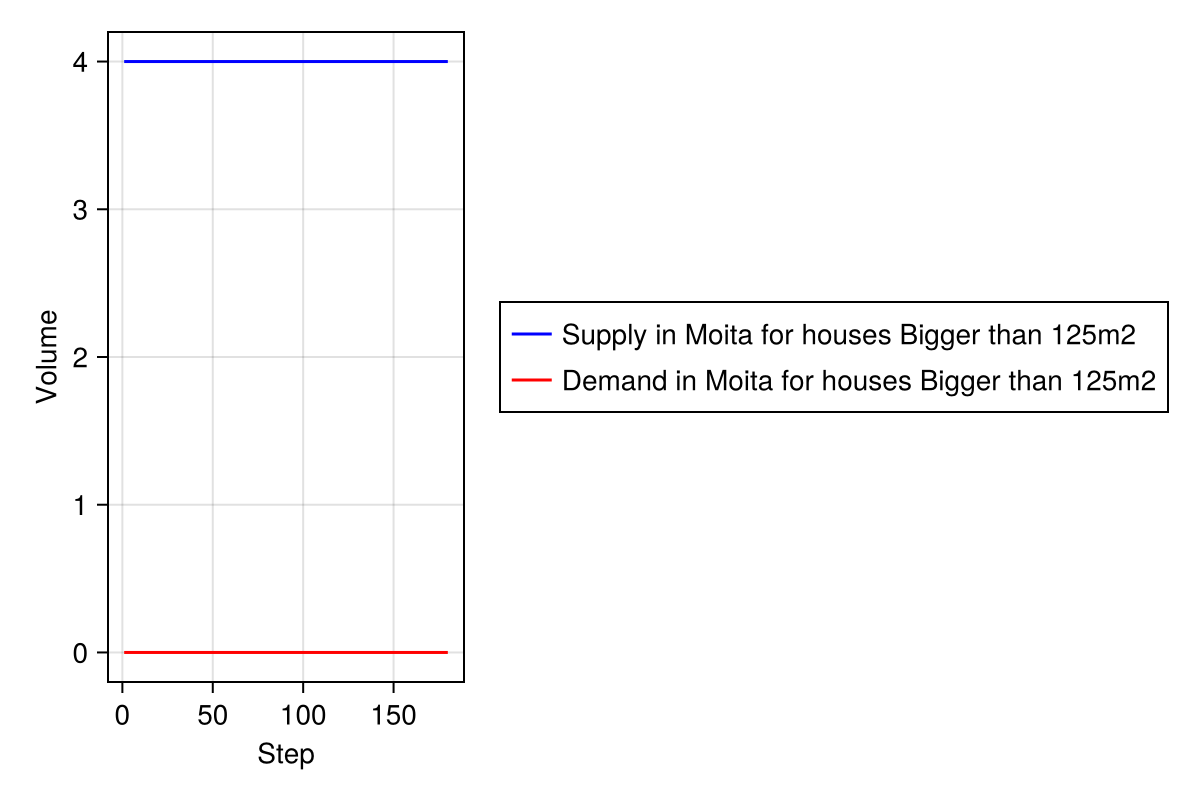 4
3
2
1
0
Volume
0 50 100 150
Step
Supply in Moita for houses Bigger than 125m2
Demand in Moita for houses Bigger than 125m2